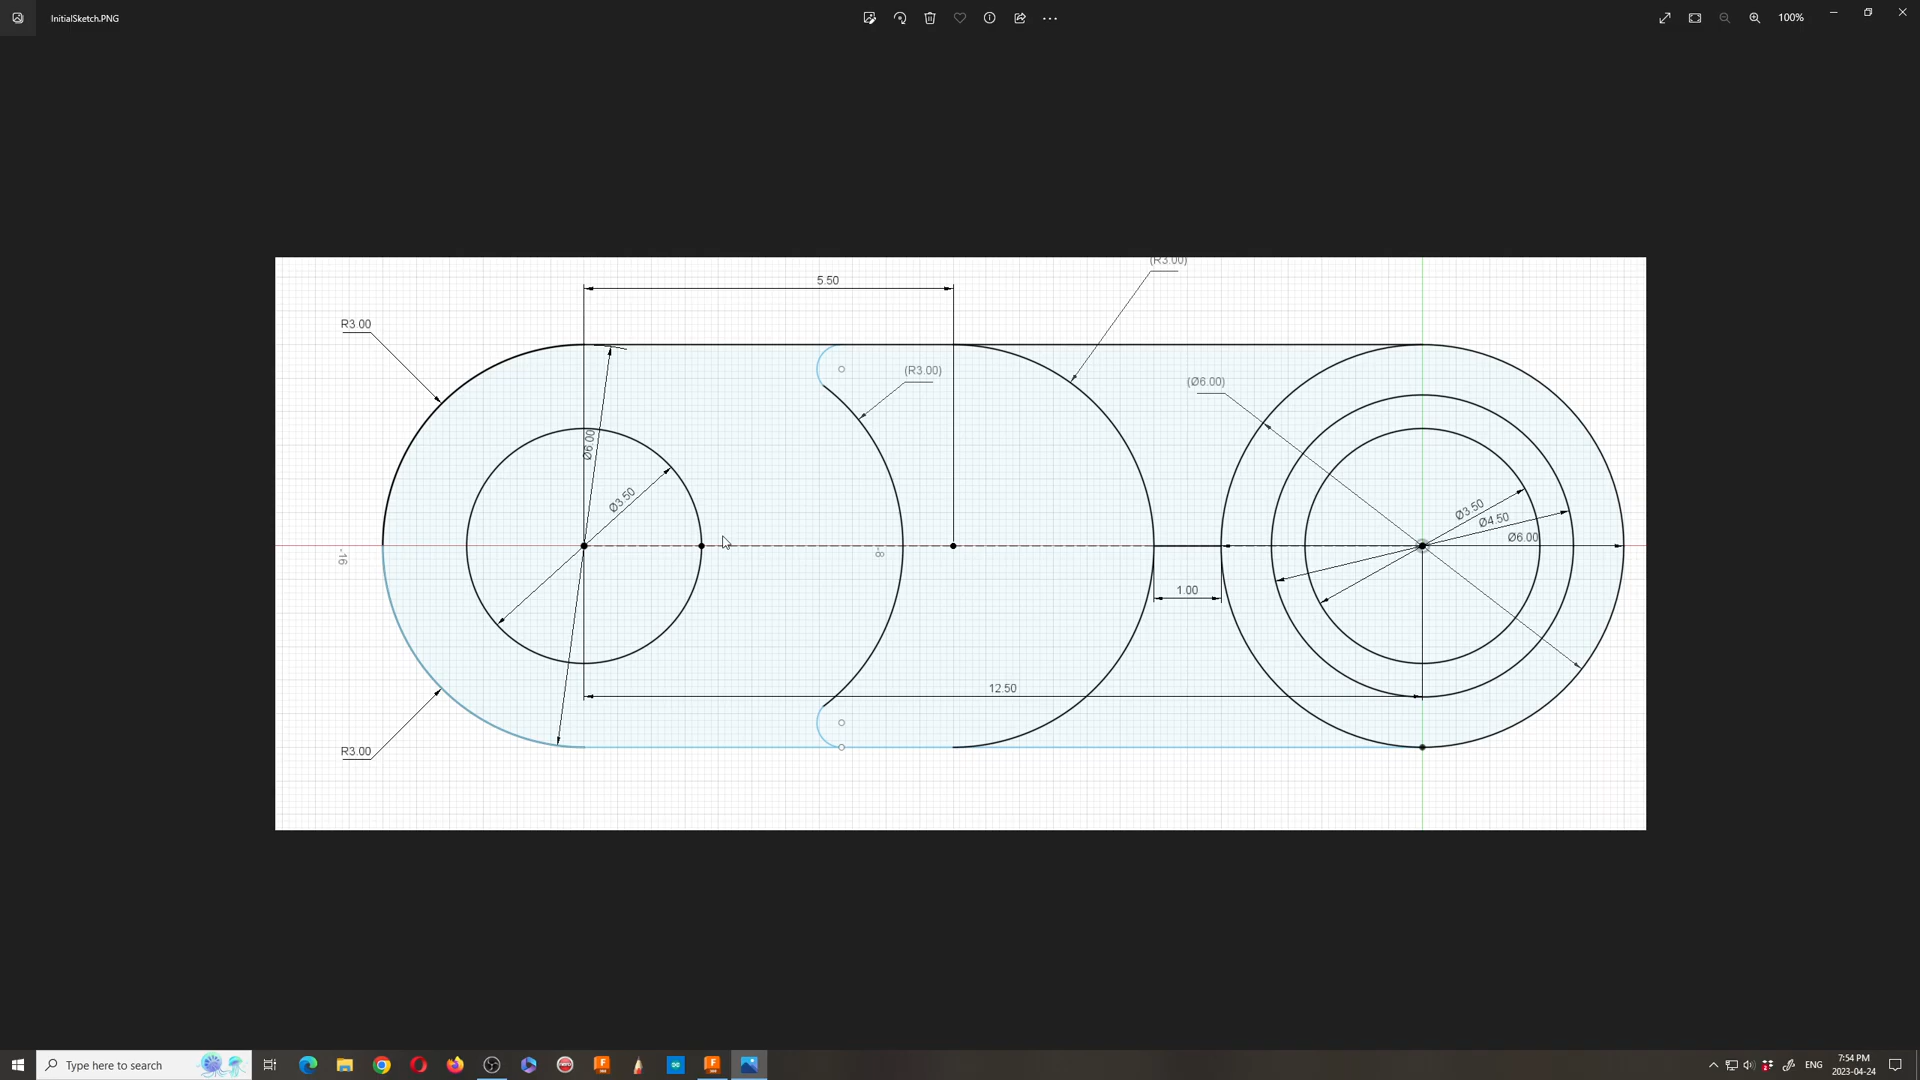 InitialSketch.PNG
100%
(R3.00)
5.50
R3.00
(R3.00)
(Ø6.00)
Ø6.00
Ø3.50
Ø3.50
Ø4.50
Ø6.00
-16
-8
1.00
12.50
R3.00
Type here to search
ENG
7:54 PM
2023-04-24